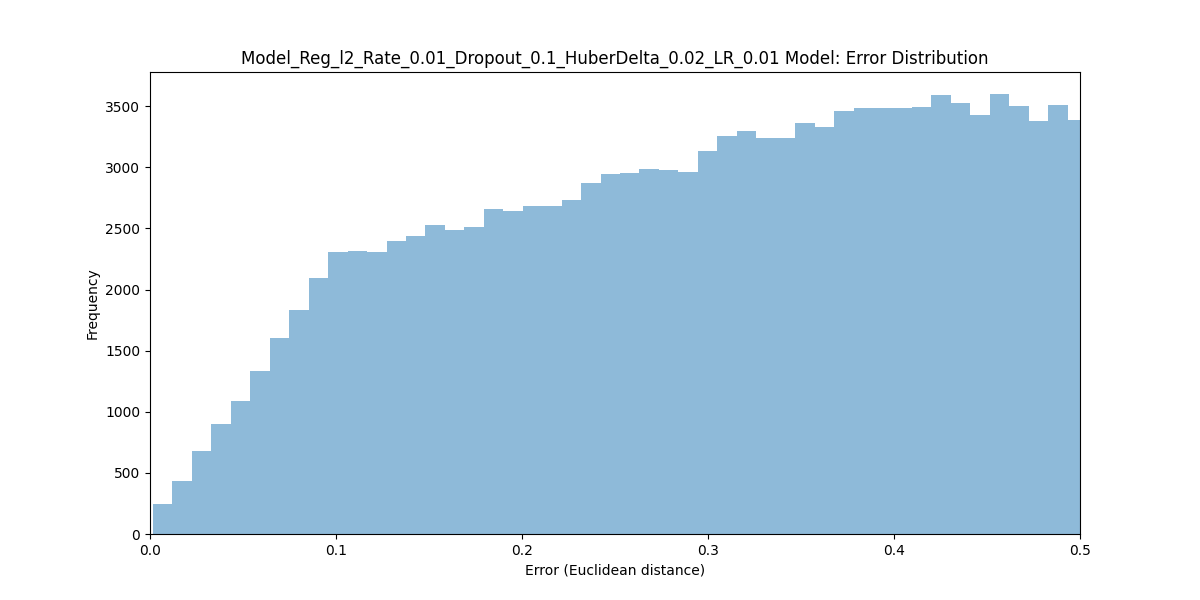 Model_Reg_l2_Rate_0.01_Dropout_0.1_HuberDelta_0.02_LR_0.01 Model: Error Distribution
3500
3000
2500
2000
1500
1000
500
0
Frequency
0.0 0.1 0.2 0.3 0.4 0.5
Error (Euclidean distance)